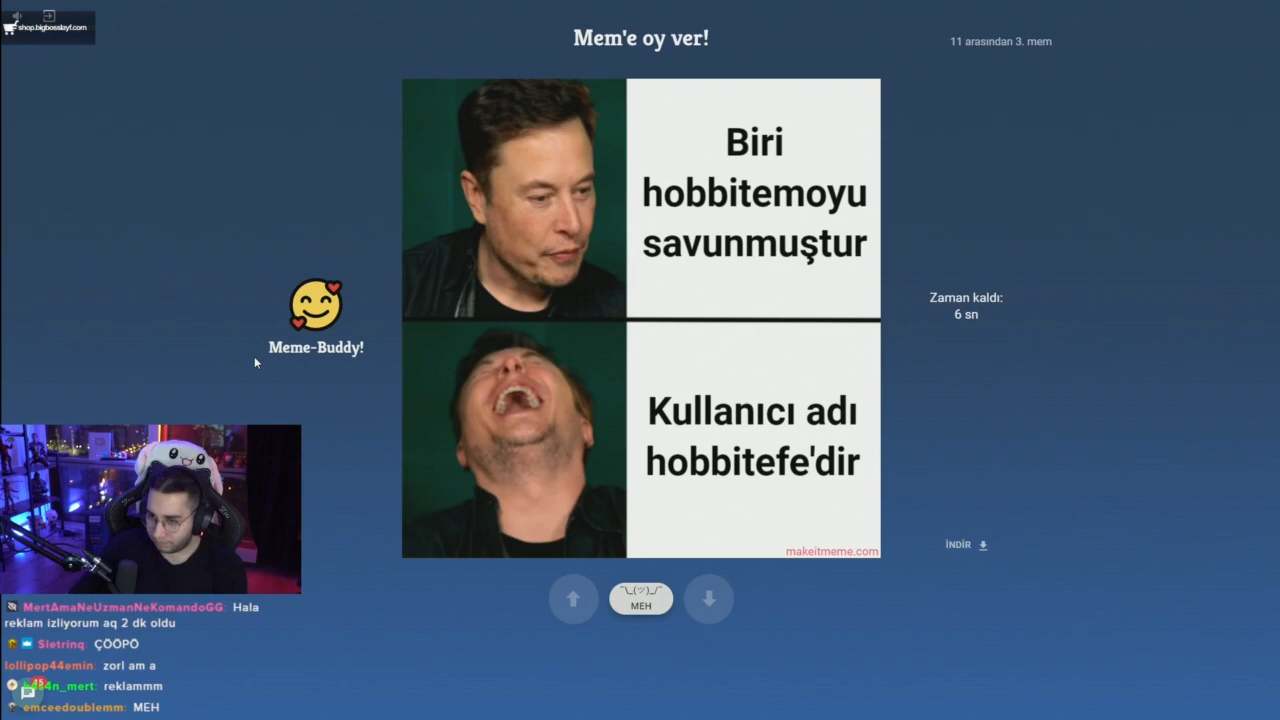 shop.bigbosslayf.com
Mem'e oy ver!
11 arasından 3. mem
Biri
hobbitemoyu
savunmuştur
Zaman kaldı:
6 sn
Meme-Buddy!
Kullanıcı adı
hobbitefe'dir
makeitmeme.com
İNDİR
¯\_(ツ)_/¯
MEH
MertAmaNeUzmanNeKomandoGG: Hala
reklam izliyorum aq 2 dk oldu
Sletrinq: ÇÖÖPÖ
lollipop44emin: zorl am a
reklammm
emceedoublemm: MEH